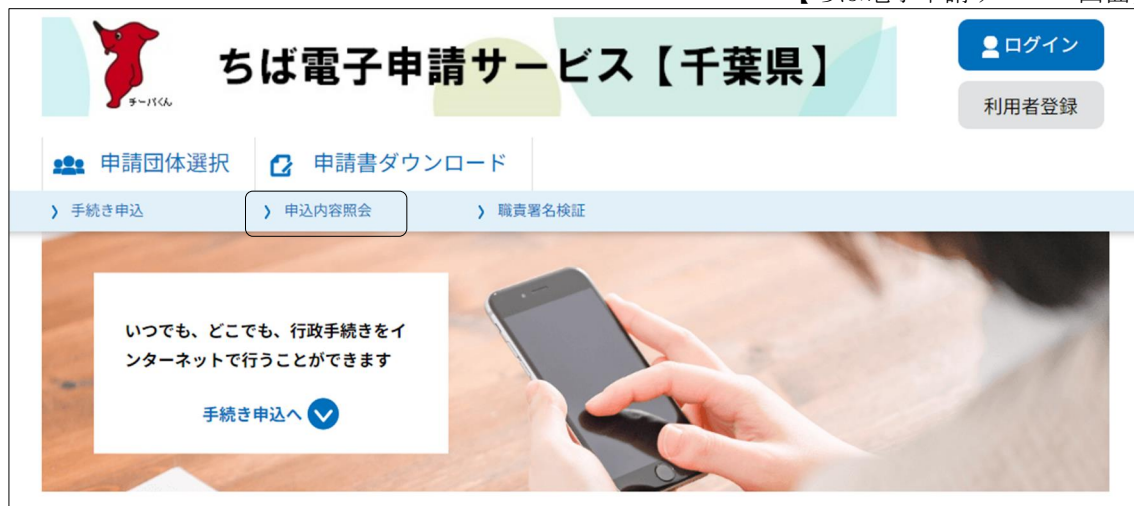 ちば電子申請サービス【千葉県】
チーバくん
ログイン
利用者登録
申請団体選択
申請書ダウンロード
手続き申込
申込内容照会
職責署名検証
いつでも、どこでも、行政手続きをイ
ンターネットで行うことができます
手続き申込へ